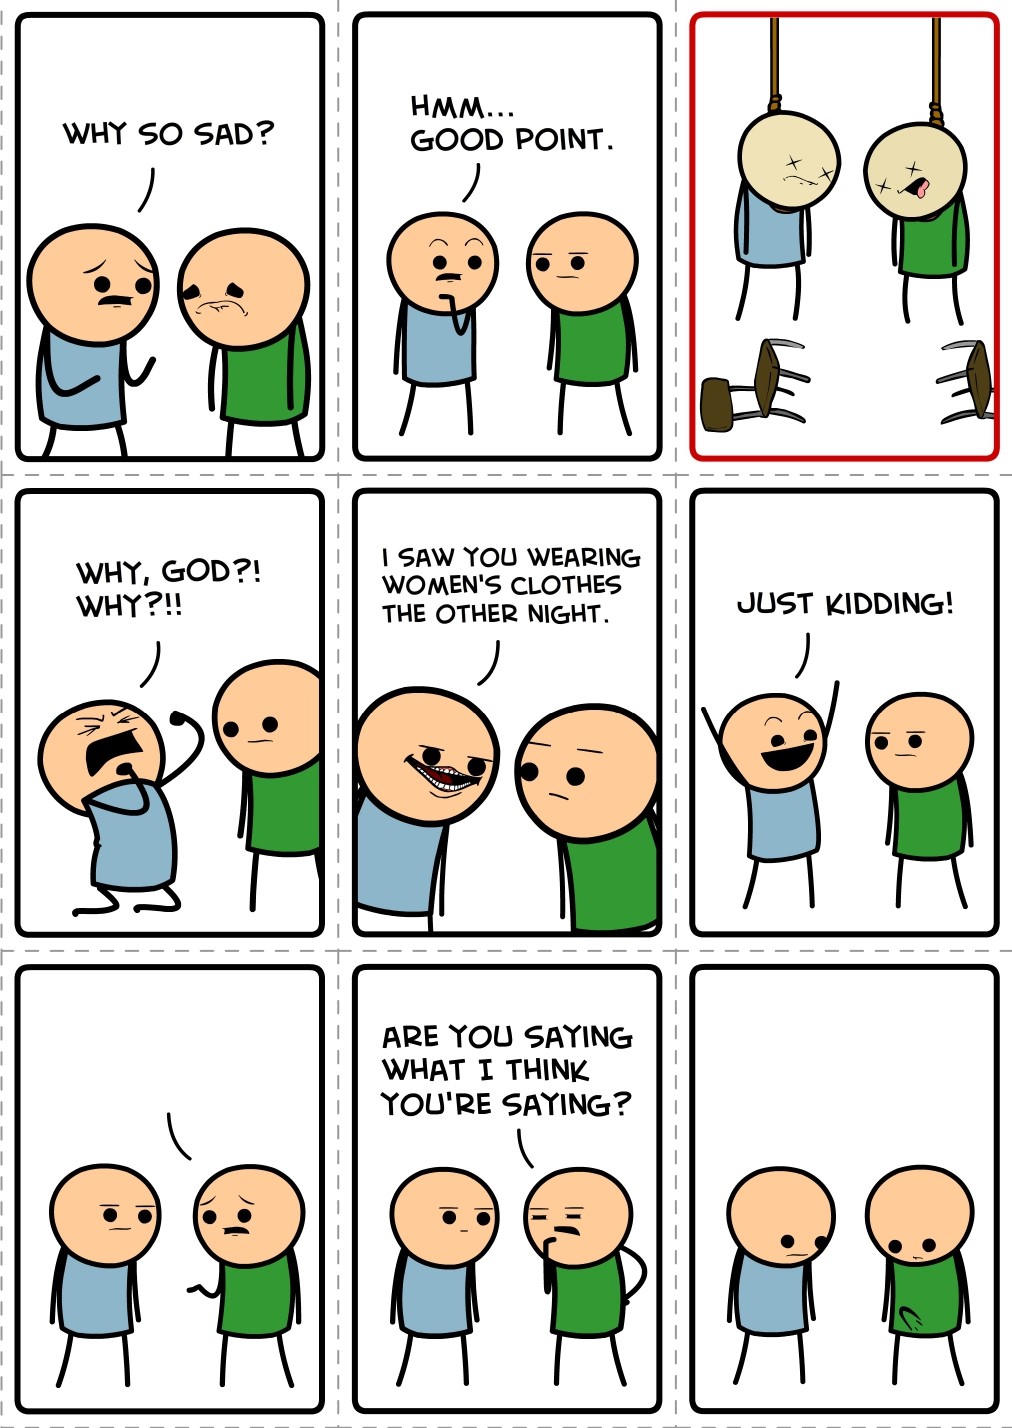 WHY SO SAD?
HMM...
GOOD POINT.
WHY, GOD?!
WHY?!!
I SAW YOU WEARING
WOMEN'S CLOTHES
THE OTHER NIGHT.
JUST KIDDING!
ARE YOU SAYING
WHAT I THINK
YOU'RE SAYING?